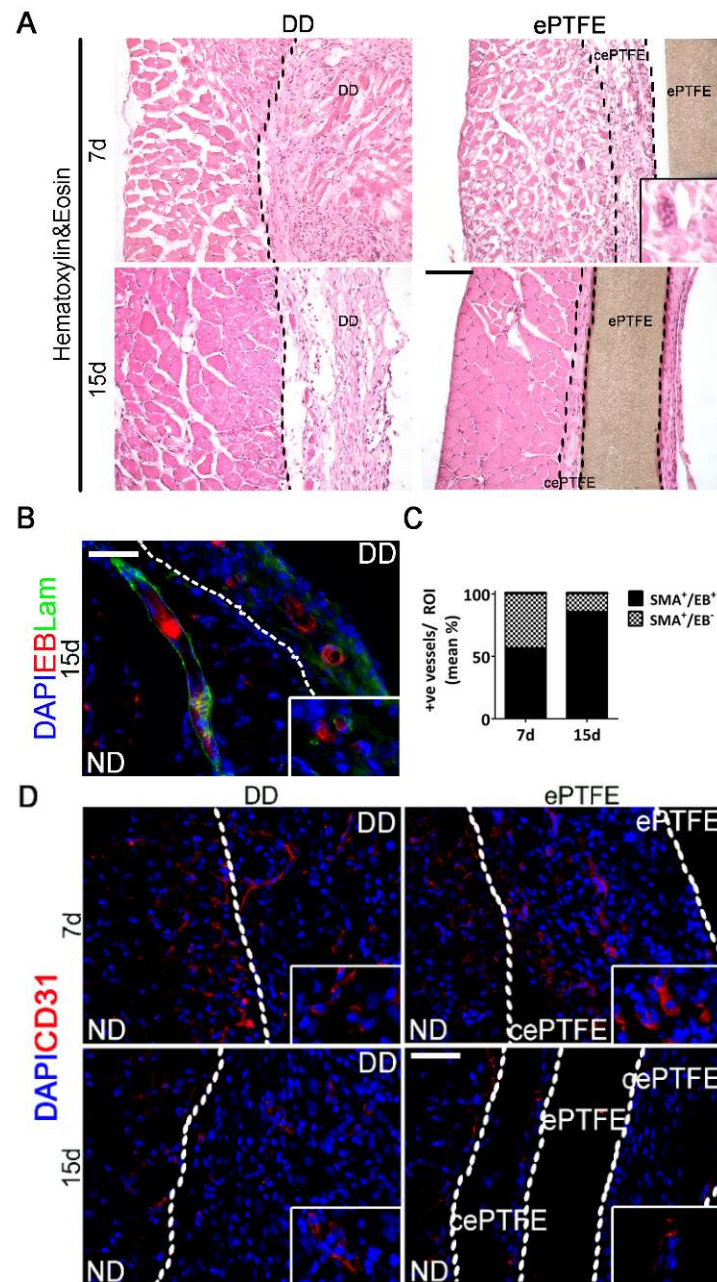 A
DD
ePTFE
Hematoxylin&Eosin
7d
DD
cePTFE
ePTFE
15d
DD
ePTFE
cePTFE
B
C
DAPIEBLam
15d
DD
ND
+ve vessels/ ROI
(mean %)
100
50
0
7d
15d
SMA⁺/EB⁺
SMA⁺/EB⁻
D
DD
ePTFE
DAPICD31
7d
DD
ND
ePTFE
ND
cePTFE
15d
DD
ND
cePTFE
ePTFE
cePTFE
ND